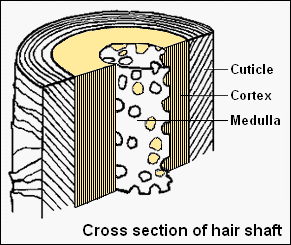 Cuticle
Cortex
Medulla
Cross section of hair shaft